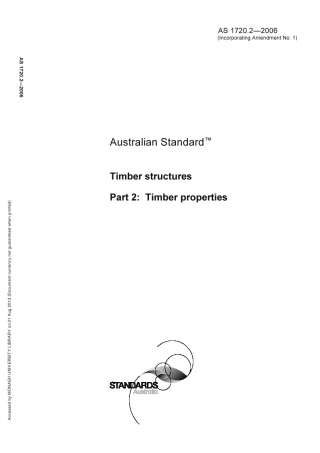 AS 1720.2—2006
(Incorporating Amendment No. 1)
AS 1720.2—2006
Australian Standard™
Timber structures
Part 2: Timber properties
Accessed by MONASH UNIVERSITY LIBRARY on 21 Aug 2013 (Document currency not guaranteed when printed)
STANDARDS
Australia